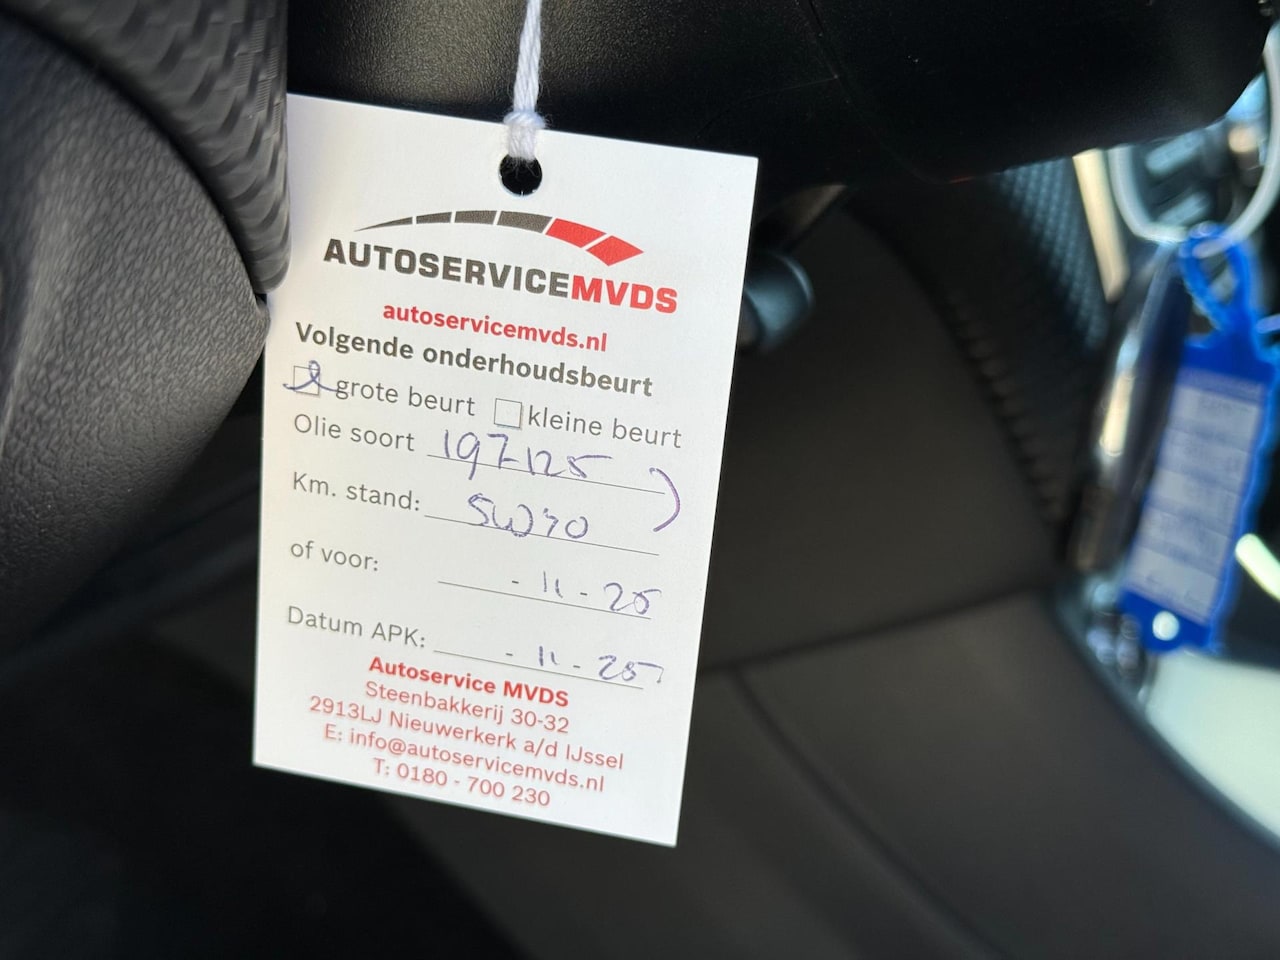 AUTOSERVICEMVDS
autoservicemvds.nl
Volgende onderhoudsbeurt
grote beurt kleine beurt
Olie soort 197125
Km. stand: 5W40
of voor: - 11 - 25
Datum APK: - 11 - 25
Autoservice MVDS
Steenbakkerij 30-32
2913LJ Nieuwerkerk a/d IJssel
E: info@autoservicemvds.nl
T: 0180 - 700 230